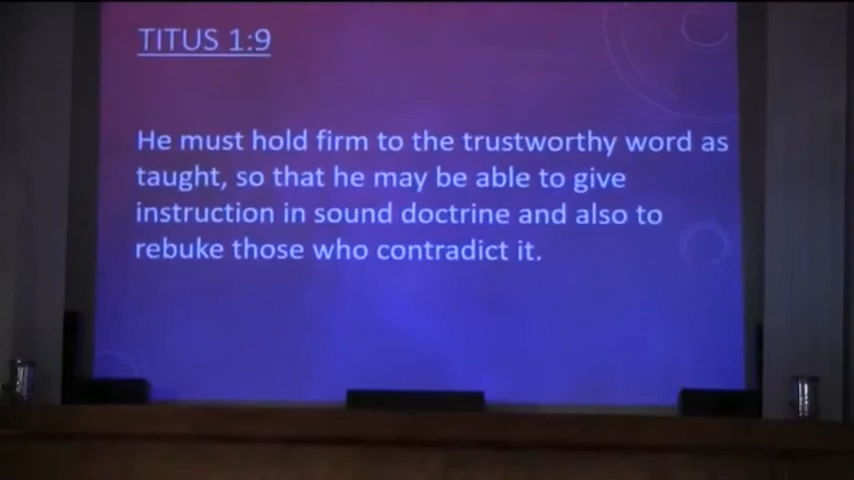 TITUS 1:9
He must hold firm to the trustworthy word as
taught, so that he may be able to give
instruction in sound doctrine and also to
rebuke those who contradict it.